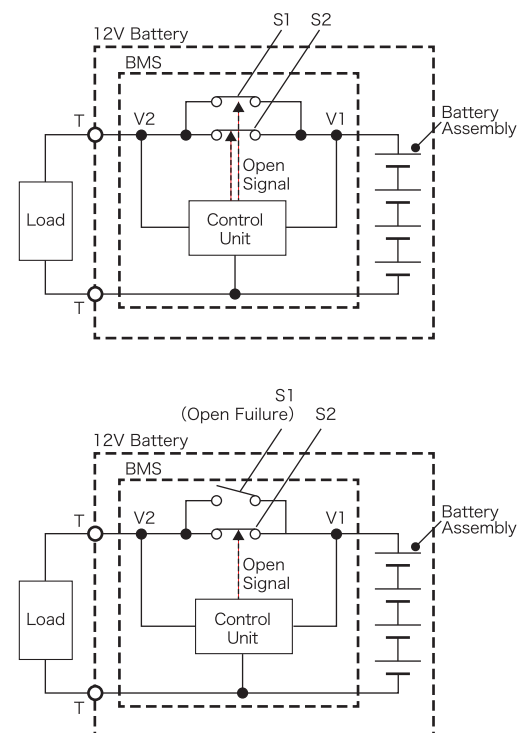 S1 S2
12V Battery
BMS
T
V2 V1
Battery
Assembly
Open
Signal
Load
Control
Unit
T
S1
(Open Fuilure) S2
12V Battery
BMS
T
V2 V1
Battery
Assembly
Open
Signal
Load
Control
Unit
T